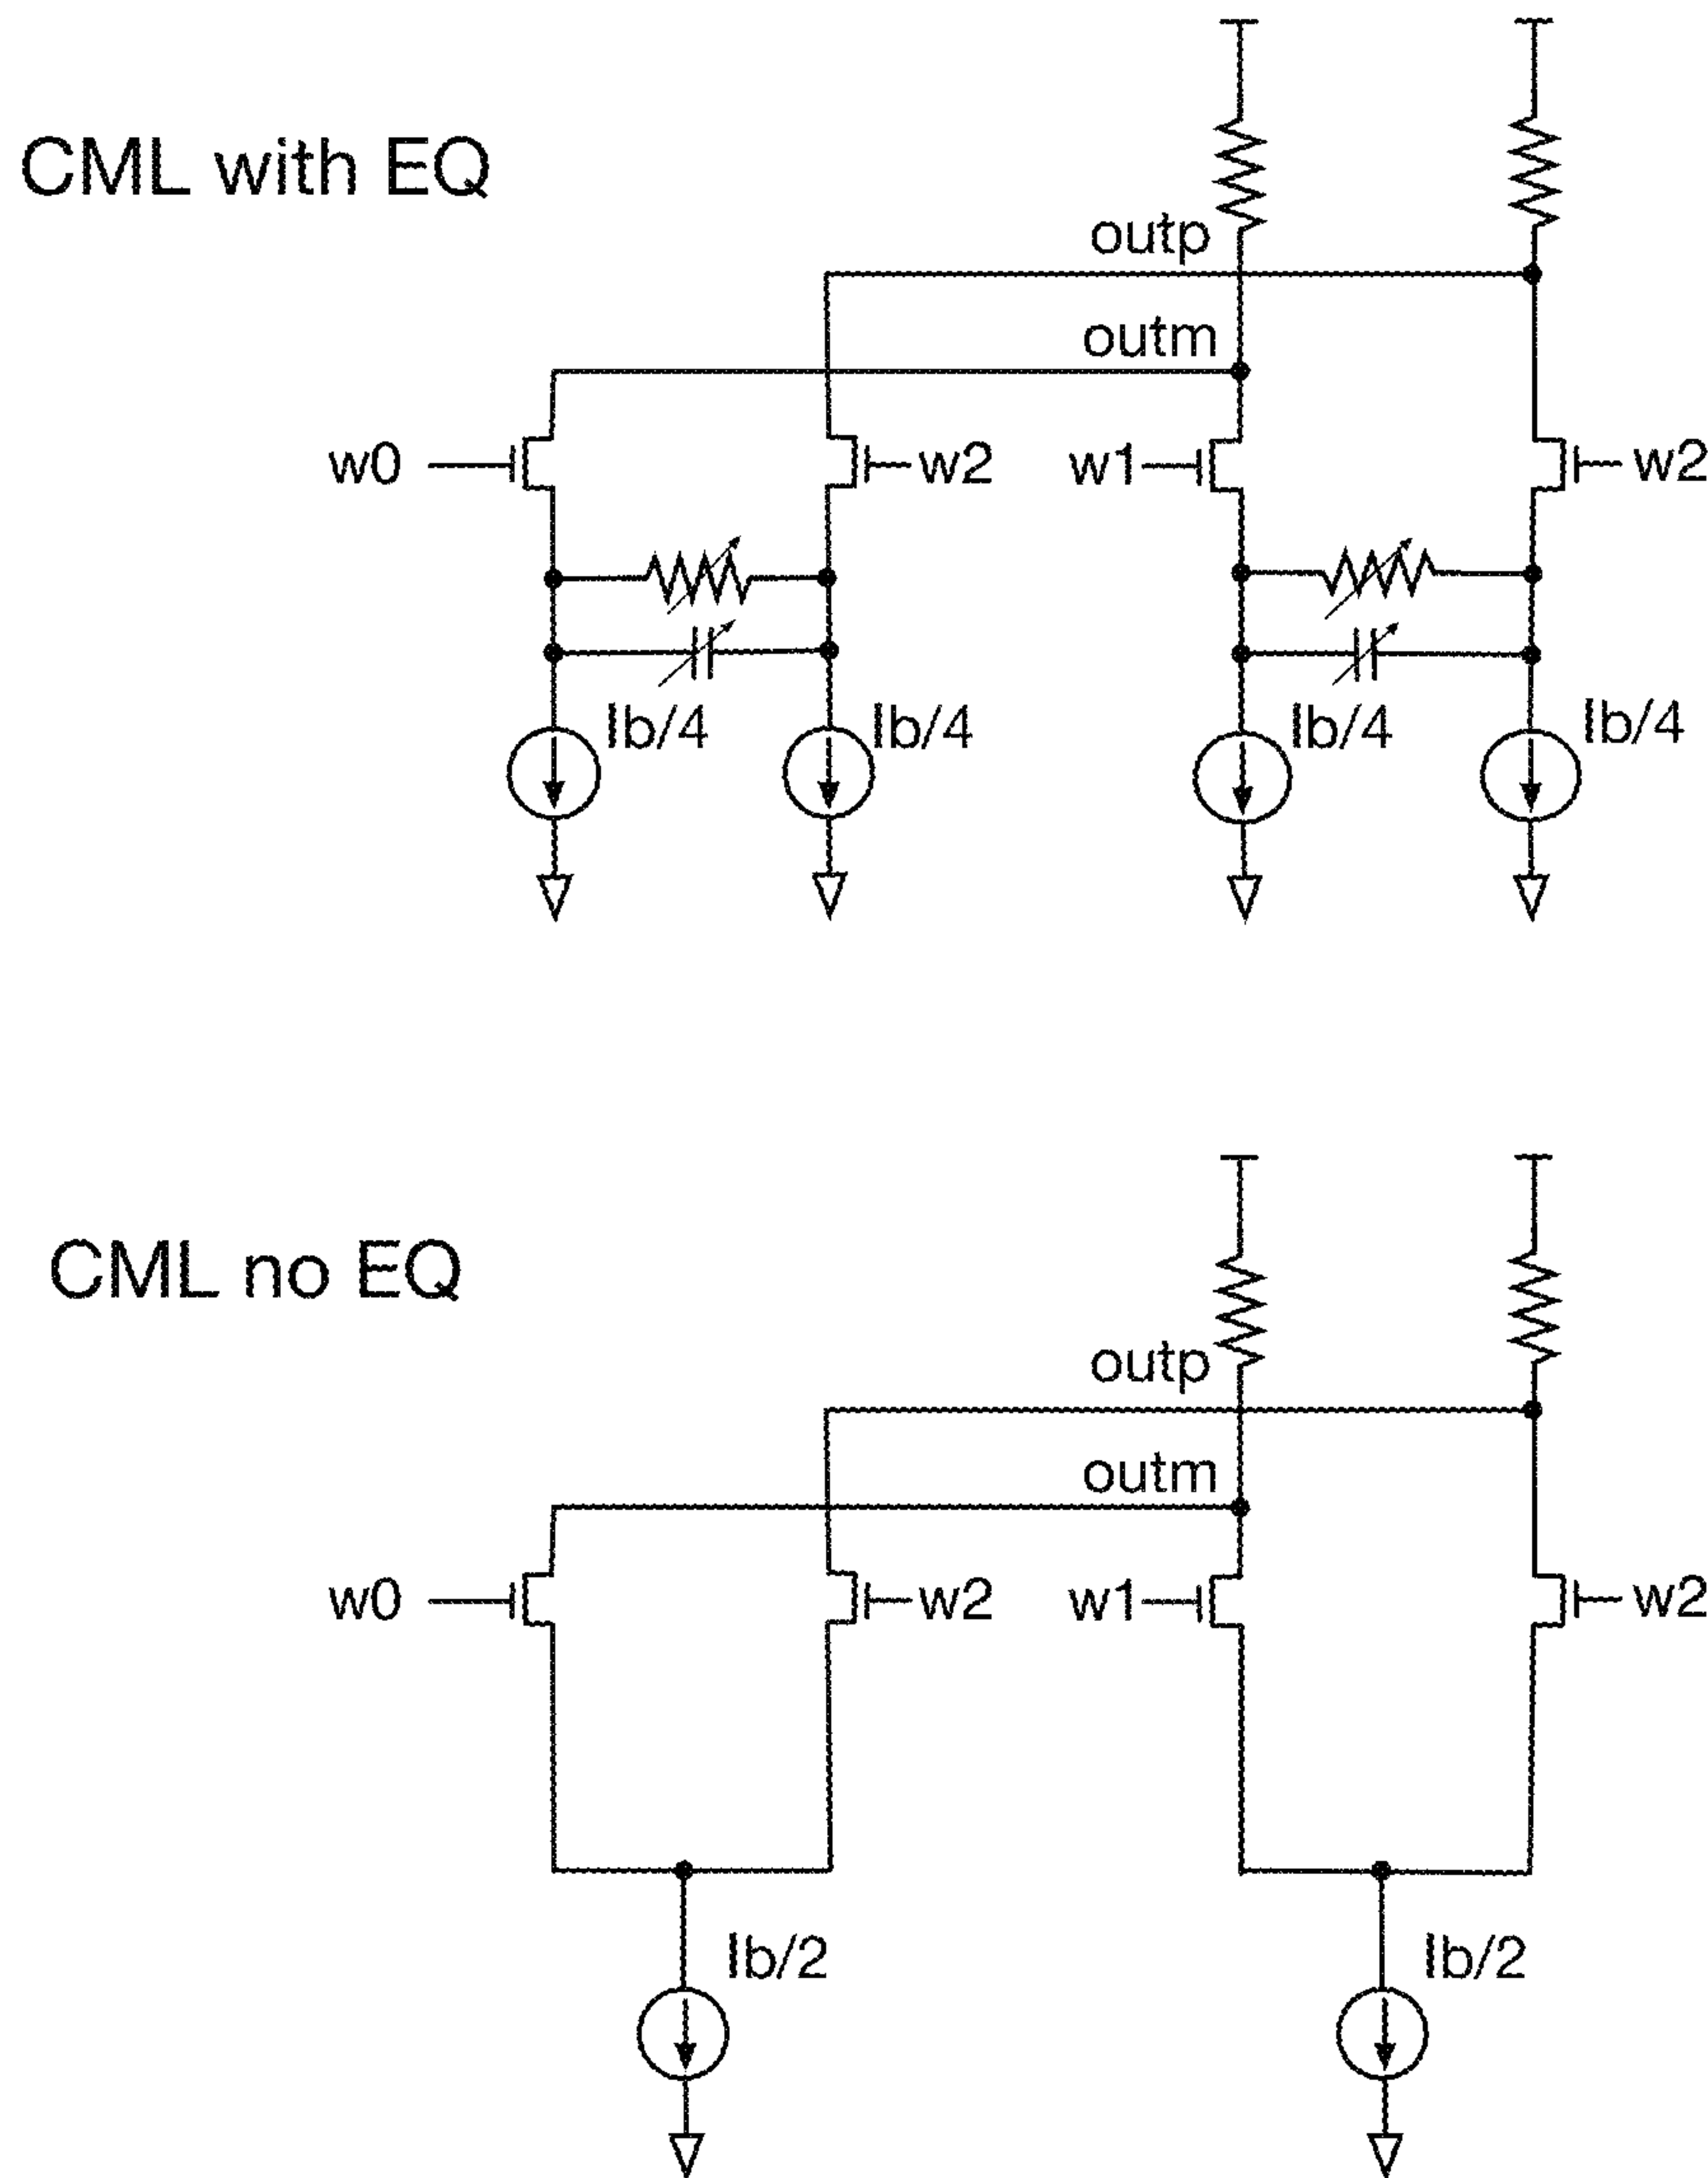 CML with EQ
outp
outm
w0
w2
w1
w2
Ib/4
Ib/4
Ib/4
Ib/4
CML no EQ
outp
outm
w0
w2
w1
w2
Ib/2
Ib/2